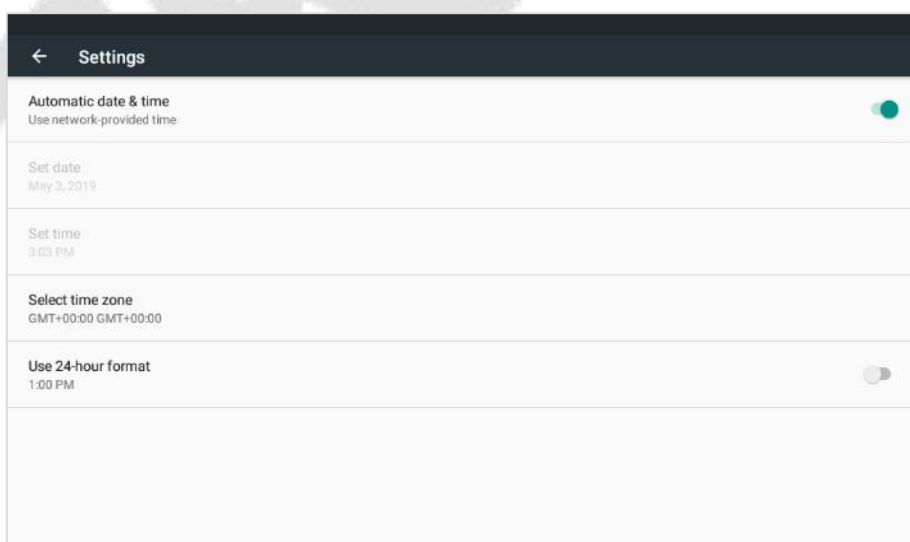 Settings
Automatic date & time
Use network-provided time
Set date
May 3, 2019
Set time
3:03 PM
Select time zone
GMT+00:00 GMT+00:00
Use 24-hour format
1:00 PM